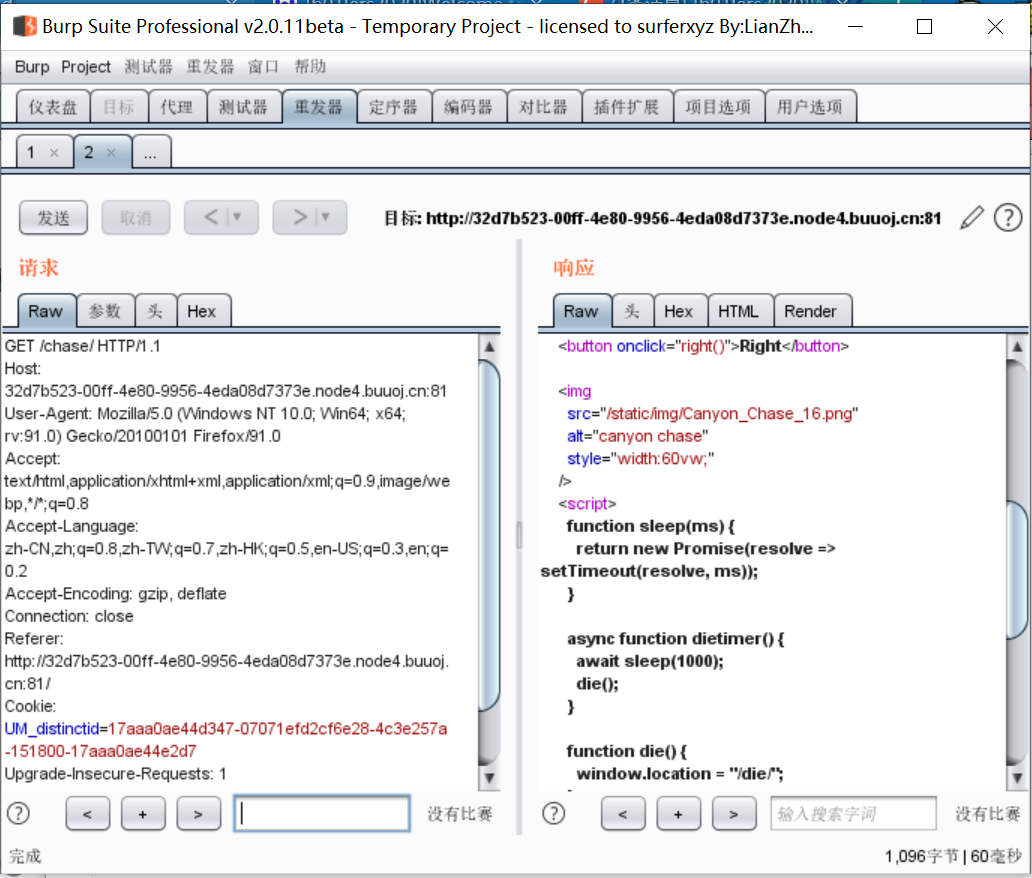 Burp Suite Professional v2.0.11beta - Temporary Project - licensed to surferxyz By:LianZh...
Burp Project 测试器 重发器 窗口 帮助
仪表盘 目标 代理 测试器 重发器 定序器 编码器 对比器 插件扩展 项目选项 用户选项
1 × 2 × ...
发送 取消 < ▼ > ▼ 目标: http://32d7b523-00ff-4e80-9956-4eda08d7373e.node4.buuoj.cn:81 ?
请求
Raw 参数 头 Hex
GET /chase/ HTTP/1.1
Host:
32d7b523-00ff-4e80-9956-4eda08d7373e.node4.buuoj.cn:81
User-Agent: Mozilla/5.0 (Windows NT 10.0; Win64; x64;
rv:91.0) Gecko/20100101 Firefox/91.0
Accept:
text/html,application/xhtml+xml,application/xml;q=0.9,image/we
bp,*/*;q=0.8
Accept-Language:
zh-CN,zh;q=0.8,zh-TW;q=0.7,zh-HK;q=0.5,en-US;q=0.3,en;q=
0.2
Accept-Encoding: gzip, deflate
Connection: close
Referer:
http://32d7b523-00ff-4e80-9956-4eda08d7373e.node4.buuoj.
cn:81/
Cookie:
UM_distinctid=17aaa0ae44d347-07071efd2cf6e28-4c3e257a
-151800-17aaa0ae44e2d7
Upgrade-Insecure-Requests: 1
? < + > 没有比赛
响应
Raw 头 Hex HTML Render
<button onclick="right()">Right</button>
<img
src="/static/img/Canyon_Chase_16.png"
alt="canyon chase"
style="width:60vw;"
/>
<script>
function sleep(ms) {
return new Promise(resolve =>
setTimeout(resolve, ms));
}
async function dietimer() {
await sleep(1000);
die();
}
function die() {
window.location = "/die/";
? < + > 输入搜索字词 没有比赛
完成 1,096字节 | 60毫秒